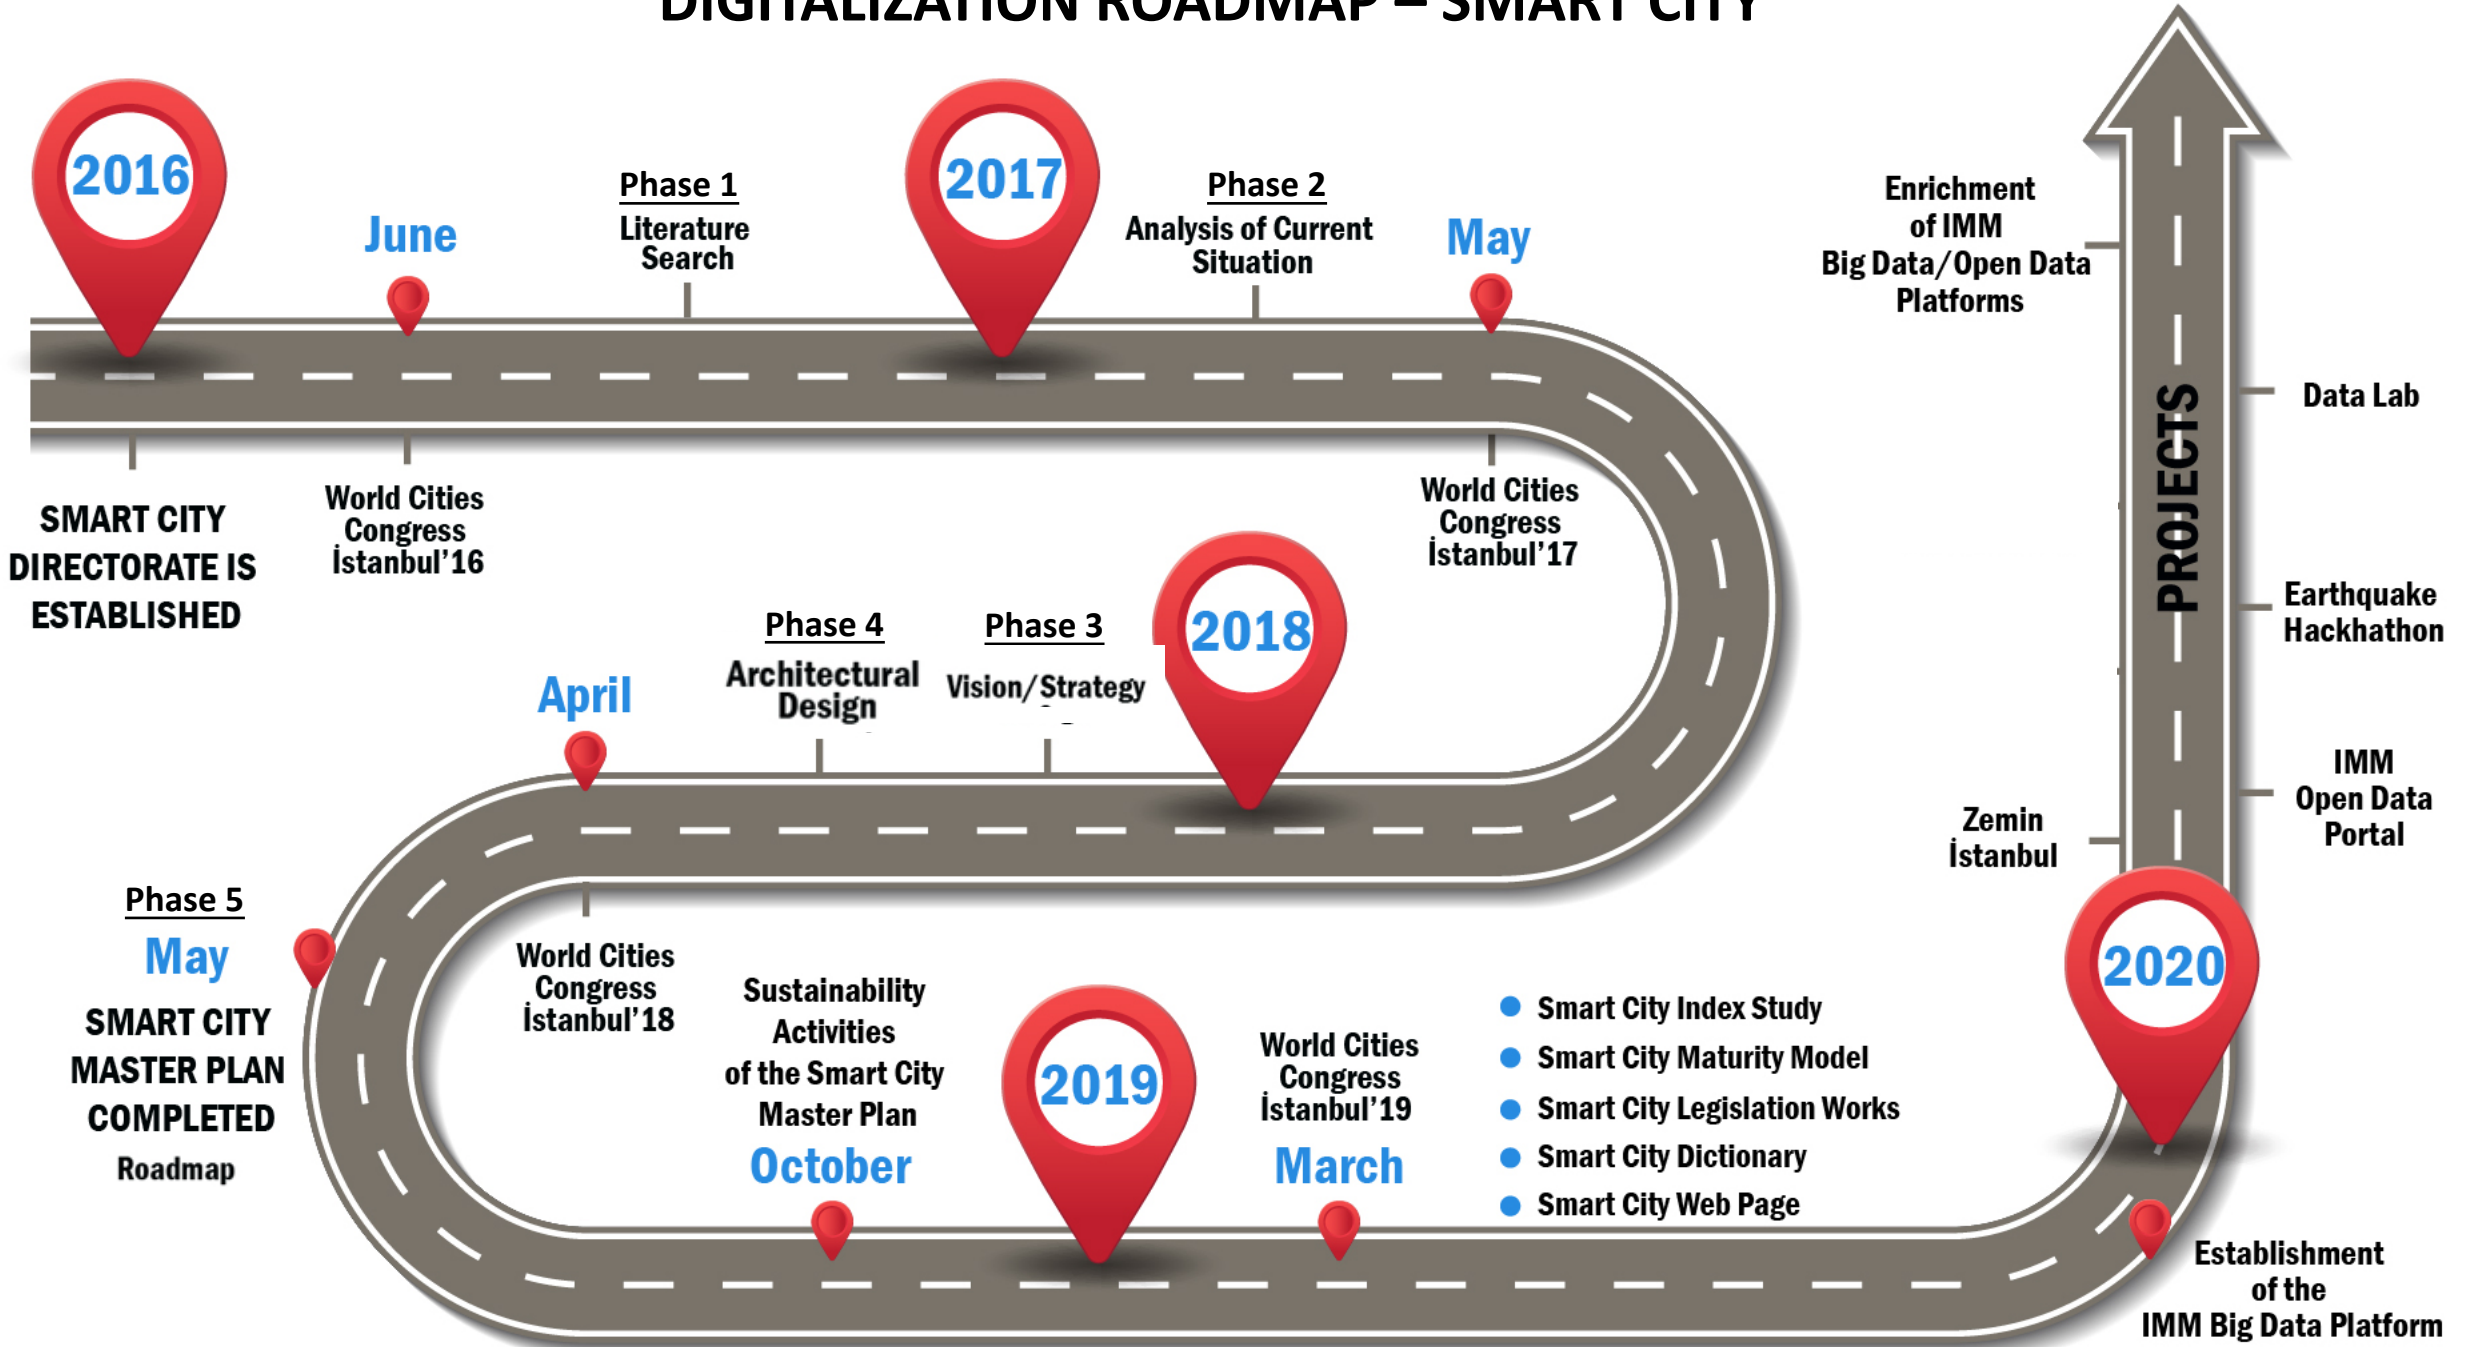 DIGITALIZATION ROADMAP – SMART CITY
2016
June
Phase 1
Literature
Search
2017
Phase 2
Analysis of Current
Situation
May
SMART CITY
DIRECTORATE IS
ESTABLISHED
World Cities
Congress
İstanbul’16
World Cities
Congress
İstanbul’17
2018
Phase 3
Vision/Strategy
Phase 4
Architectural
Design
April
World Cities
Congress
İstanbul’18
Phase 5
May
SMART CITY
MASTER PLAN
COMPLETED
Roadmap
Sustainability
Activities
of the Smart City
Master Plan
October
2019
World Cities
Congress
İstanbul’19
March
Smart City Index Study
Smart City Maturity Model
Smart City Legislation Works
Smart City Dictionary
Smart City Web Page
Establishment
of the
IMM Big Data Platform
2020
Zemin
İstanbul
IMM
Open Data
Portal
Earthquake
Hackhathon
PROJECTS
Data Lab
Enrichment
of IMM
Big Data/Open Data
Platforms